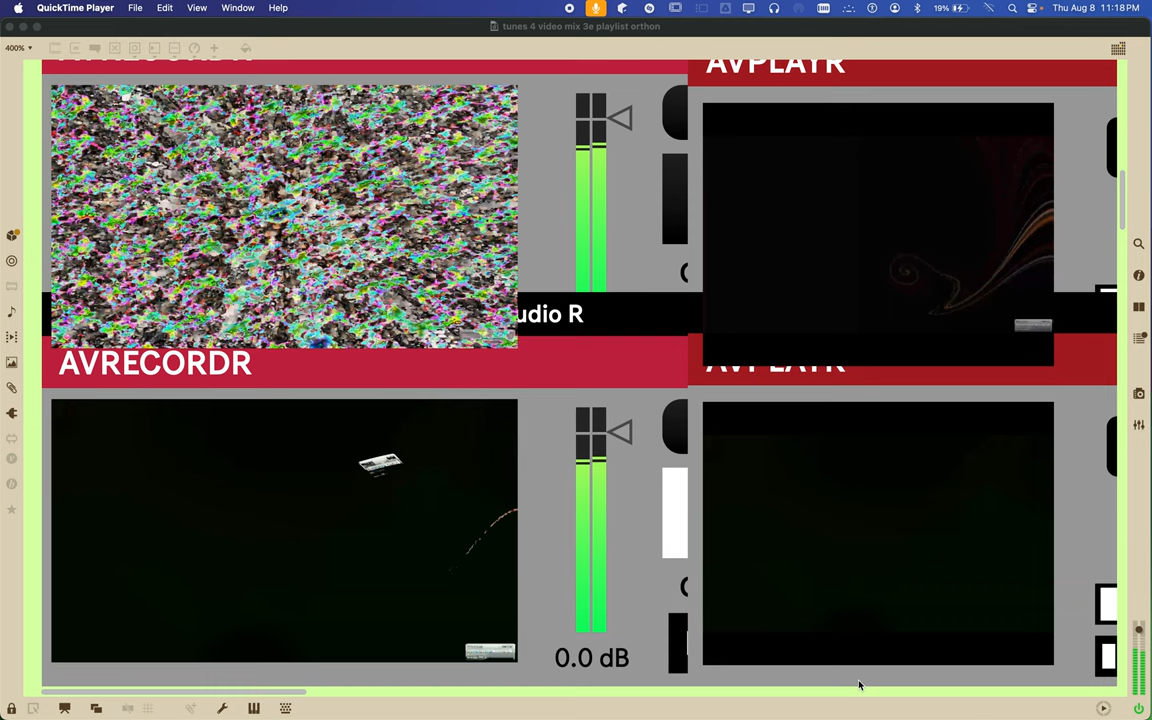 QuickTime Player File Edit View Window Help 19% Thu Aug 8 11:18 PM
tunes 4 video mix 3e playlist orthon
400%
AVPLAYR
udio R
AVRECORDR
AVPLAYR
0.0 dB